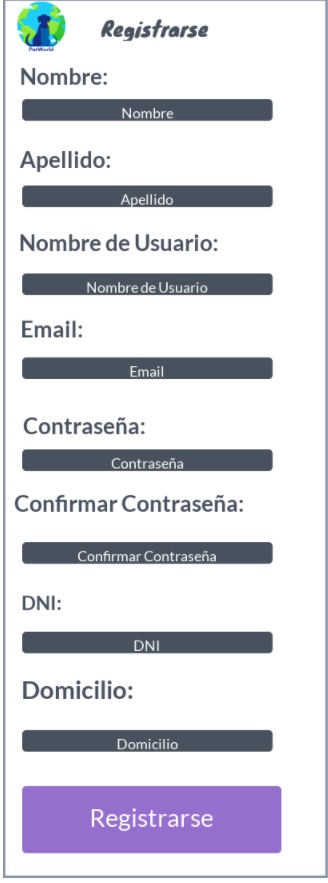 PetWorld
Registrarse
Nombre:
Nombre
Apellido:
Apellido
Nombre de Usuario:
Nombre de Usuario
Email:
Email
Contraseña:
Contraseña
Confirmar Contraseña:
Confirmar Contraseña
DNI:
DNI
Domicilio:
Domicilio
Registrarse